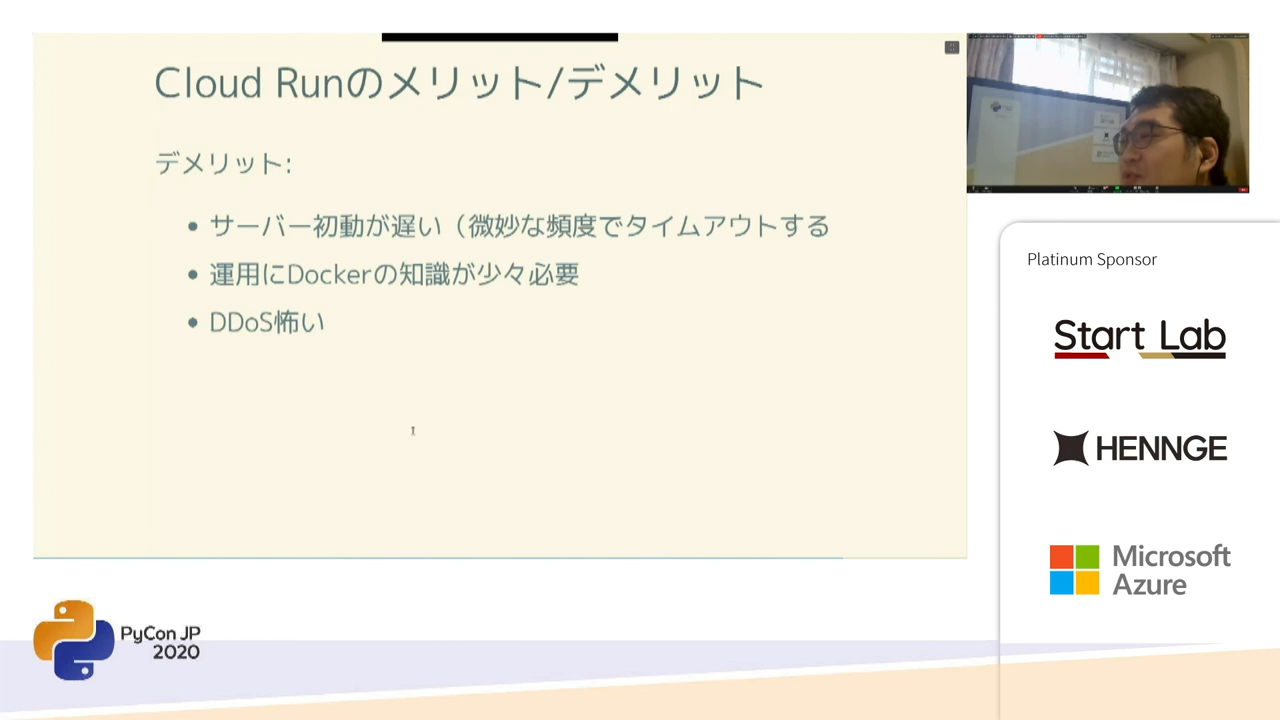 Cloud Runのメリット/デメリット
デメリット:
• サーバー初動が遅い（微妙な頻度でタイムアウトする
• 運用にDockerの知識が少々必要
• DDoS怖い
Platinum Sponsor
Start Lab
HENNGE
Microsoft
Azure
PyCon JP
2020